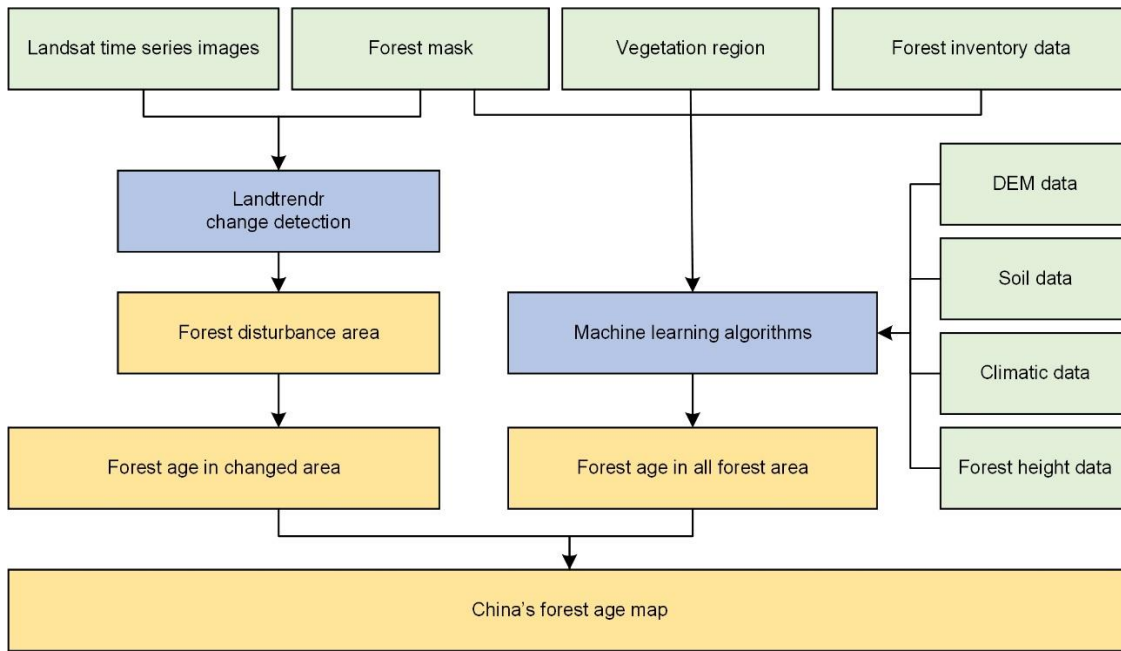 Landsat time series images
Forest mask
Vegetation region
Forest inventory data
Landtrendr
change detection
DEM data
Soil data
Forest disturbance area
Machine learning algorithms
Climatic data
Forest age in changed area
Forest age in all forest area
Forest height data
China's forest age map